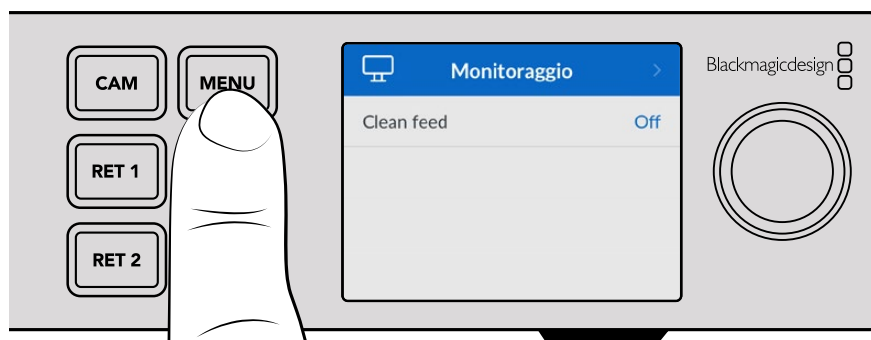 CAM
MENU
RET 1
RET 2
Monitoraggio
Clean feed Off
Blackmagicdesign